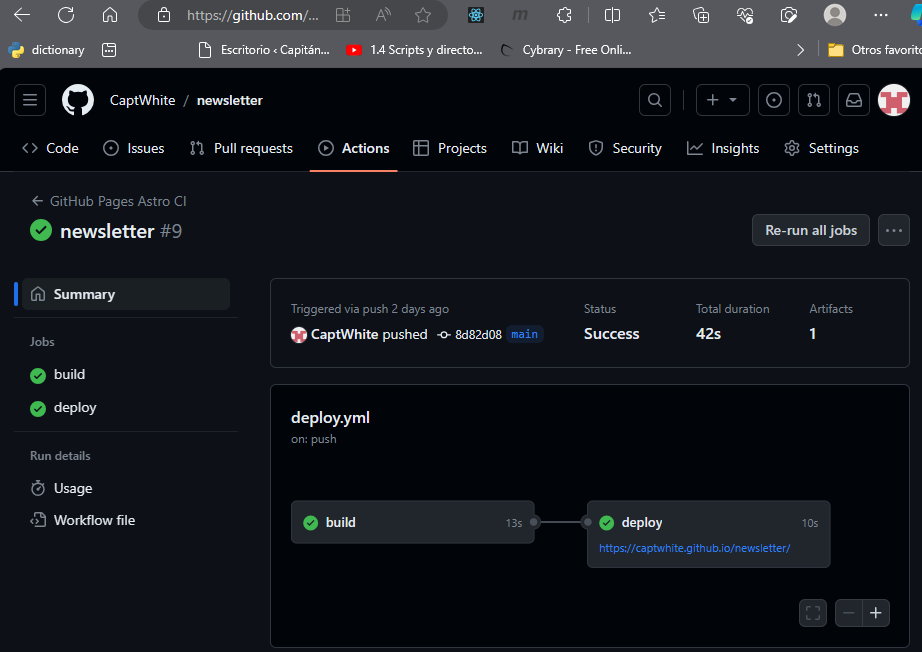 https://github.com/...
dictionary
Escritorio ‹ Capitán...
1.4 Scripts y directo...
Cybrary - Free Onli...
Otros favorito
CaptWhite / newsletter
Code
Issues
Pull requests
Actions
Projects
Wiki
Security
Insights
Settings
← GitHub Pages Astro CI
newsletter #9
Re-run all jobs
Summary
Jobs
build
deploy
Run details
Usage
Workflow file
Triggered via push 2 days ago
CaptWhite pushed 8d82d08 main
Status
Success
Total duration
42s
Artifacts
1
deploy.yml
on: push
build 13s
deploy 10s
https://captwhite.github.io/newsletter/